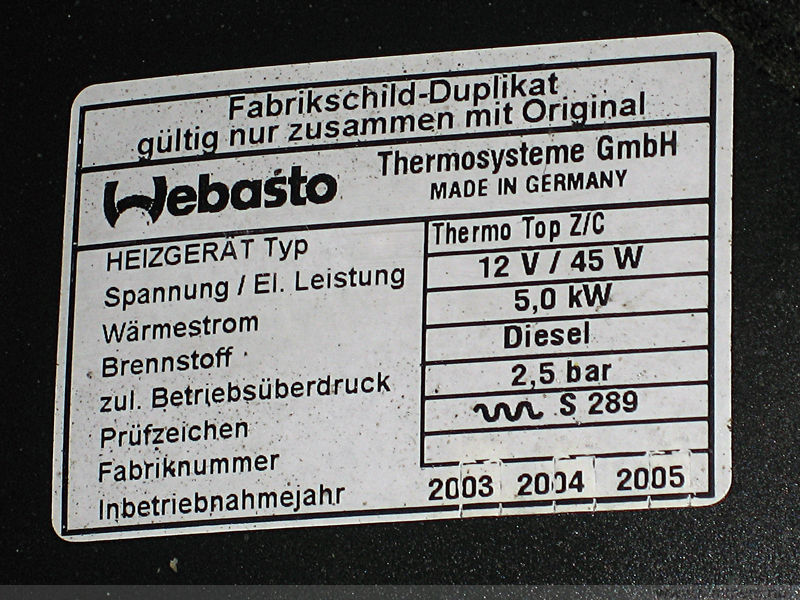 Fabrikschild-Duplikat
gültig nur zusammen mit Original
Webasto Thermosysteme GmbH
MADE IN GERMANY
HEIZGERÄT Typ Thermo Top Z/C
Spannung / El. Leistung 12 V / 45 W
Wärmestrom 5,0 kW
Brennstoff Diesel
zul. Betriebsüberdruck 2,5 bar
Prüfzeichen S 289
Fabriknummer
Inbetriebnahmejahr 2003 2004 2005